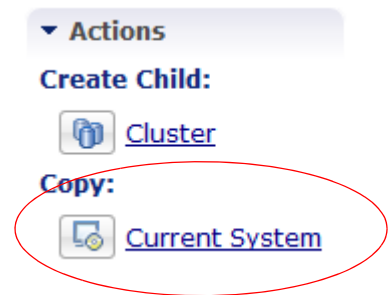 Actions
Create Child:
Cluster
Copy:
Current System